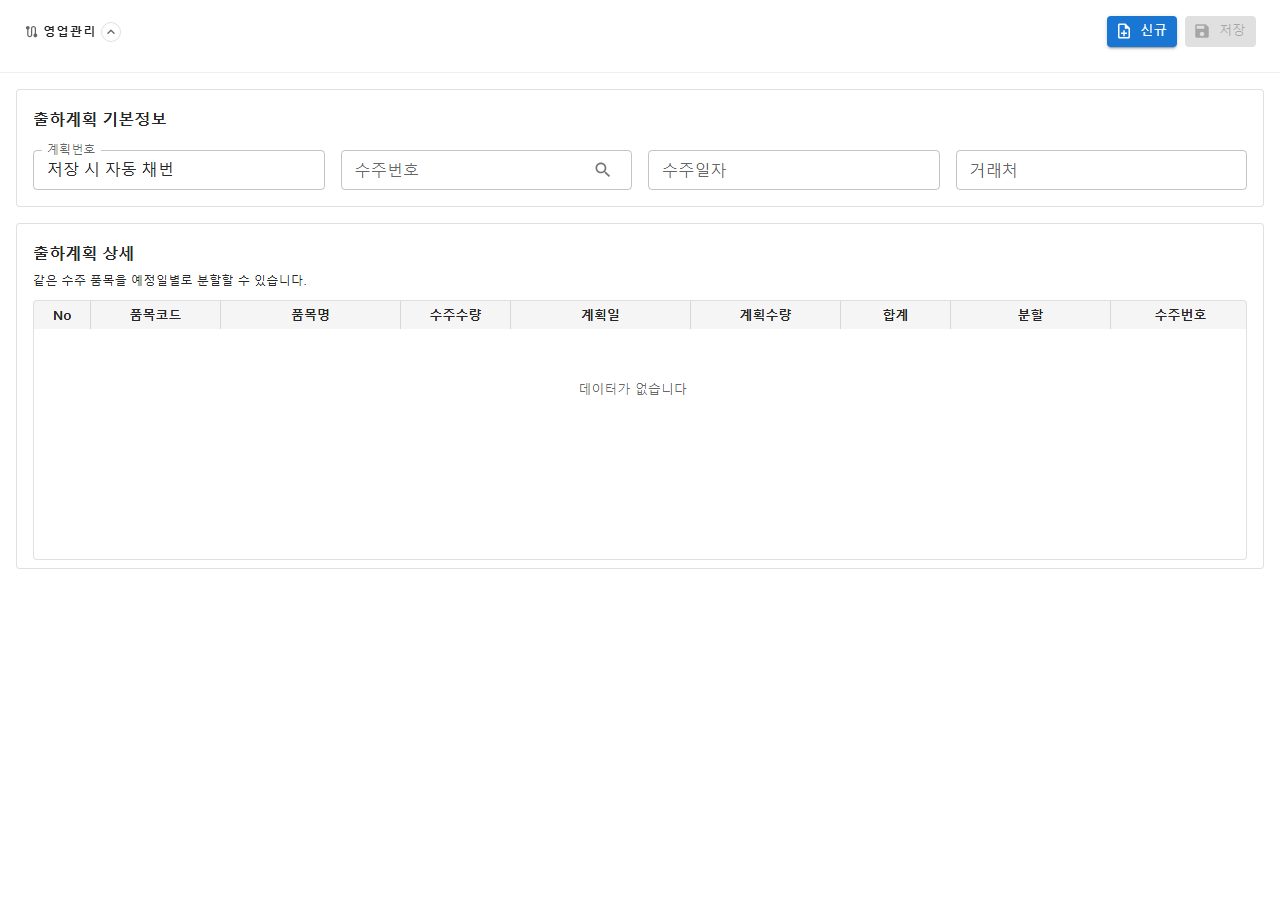 영업관리
신규
저장
출하계획 기본정보
계획번호
저장 시 자동 채번
수주번호
수주일자
거래처
출하계획 상세
같은 수주 품목을 예정일별로 분할할 수 있습니다.
No 품목코드 품목명 수주수량 계획일 계획수량 합계 분할 수주번호
데이터가 없습니다